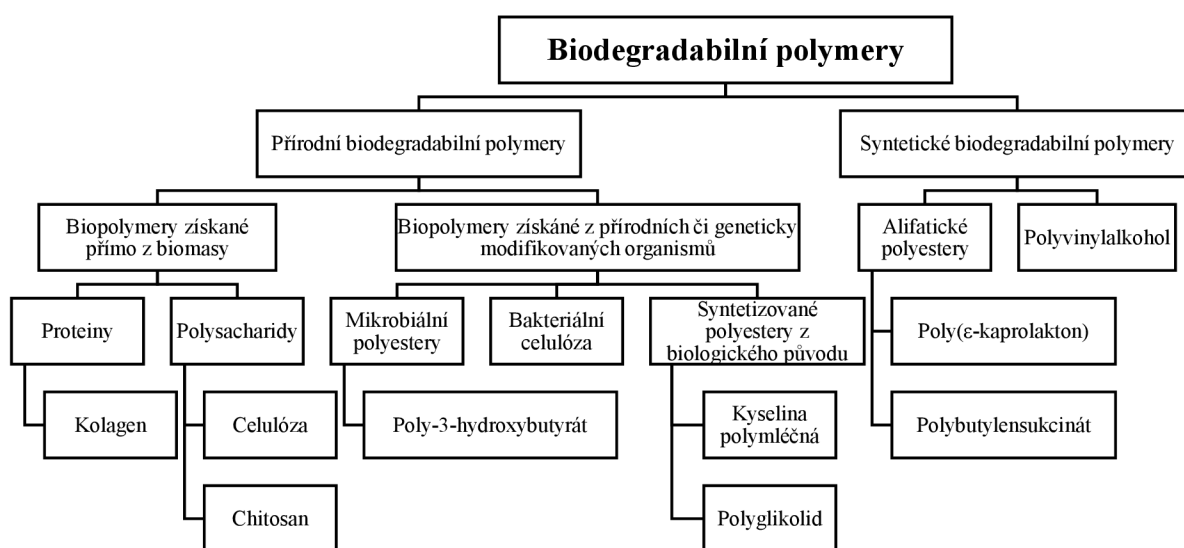 Biodegradabilní polymery
Přírodní biodegradabilní polymery
Syntetické biodegradabilní polymery
Biopolymery získané
přímo z biomasy
Biopolymery získáné z přírodních či geneticky
modifikovaných organismů
Alifatické
polyestery
Polyvinylalkohol
Proteiny
Polysacharidy
Mikrobiální
polyestery
Bakteriální
celulóza
Syntetizované
polyestery z
biologického původu
Poly(ε-kaprolakton)
Kolagen
Celulóza
Poly-3-hydroxybutyrát
Kyselina
polymléčná
Polybutylensukcinát
Chitosan
Polyglikolid